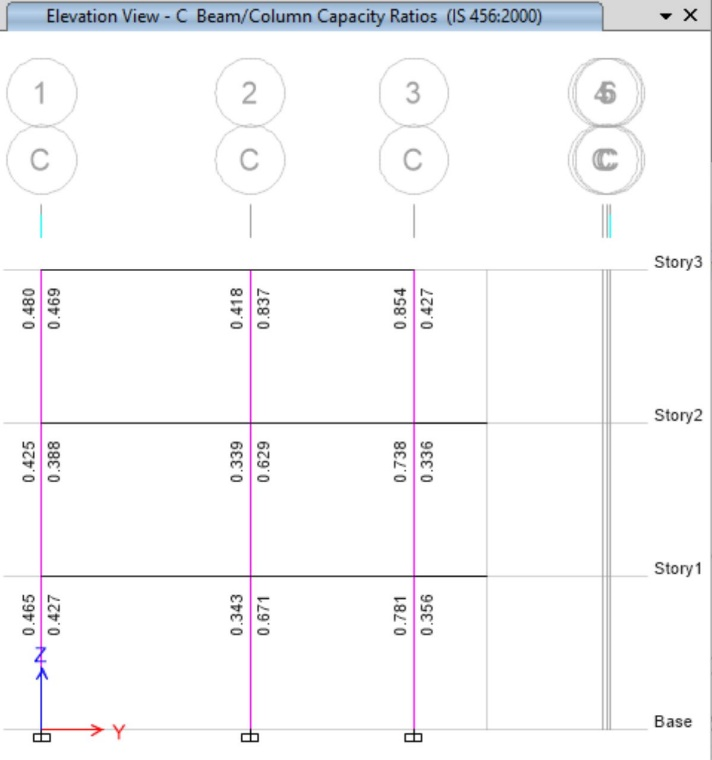 Elevation View - C Beam/Column Capacity Ratios (IS 456:2000)
1 2 3
C C C
Story3
0.480 0.469 0.418 0.837 0.854 0.427
Story2
0.425 0.388 0.339 0.629 0.738 0.336
Story1
0.465 0.427 0.343 0.671 0.781 0.356
Z
Base
Y